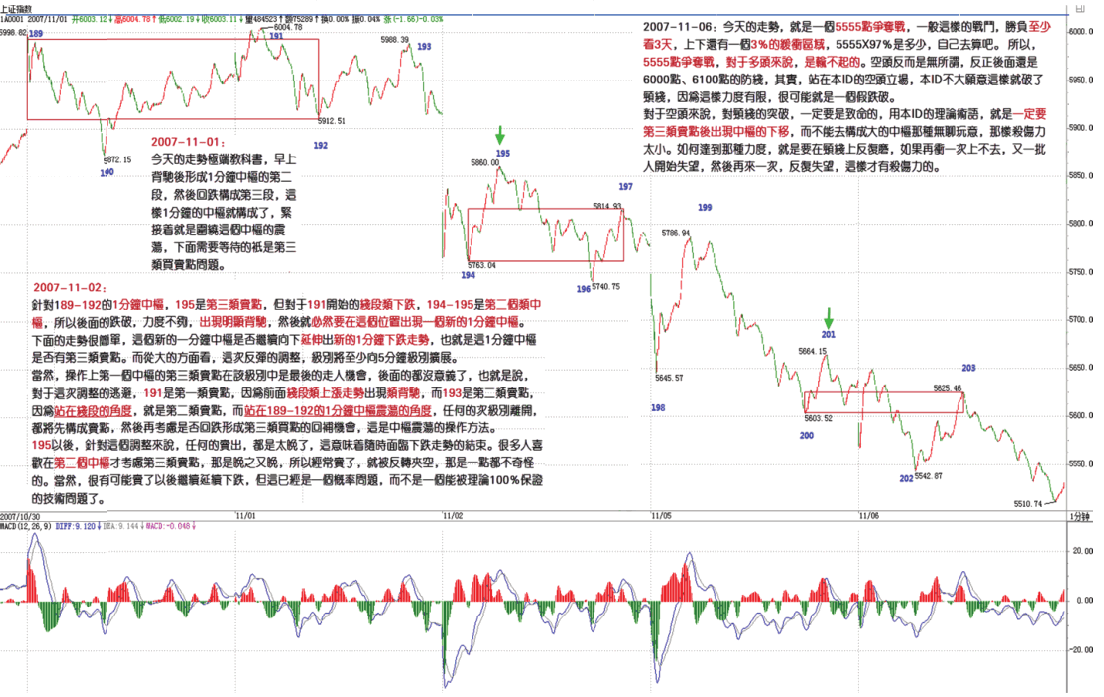 上证指数
1A0001 2007/11/01 开6003.12↓高6004.78↑低6002.19↓收6003.11↓量484523↑额75289↑换0.00% 振0.04% 涨(-1.66)-0.03%
5998.82
189
140
5872.15
6004.78
191
5912.51
192
5988.39
193
2007-11-01:
今天的走勢極端教科書，早上
背馳後形成1分鐘中樞的第二
段，然後回跌構成第三段，這
樣1分鐘的中樞就構成了，緊
接着就是圍繞這個中樞的震
蕩，下面需要等待的衹是第三
類買賣點問題。
2007-11-06：今天的走勢，就是一個5555點爭奪戰，一般這樣的戰鬥，勝負至少
看3天，上下還有一個3%的緩衝區域，5555X97%是多少，自己去算吧。所以，
5555點爭奪戰，對于多頭來說，是輸不起的。空頭反而是無所謂，反正後面還是
6000點、6100點的防綫，其實，站在本ID的空頭立場，本ID不大願意這樣就破了
頸綫，因爲這樣力度有限，很可能就是一個假跌破。
對于空頭來說，對頸綫的突破，一定要是致命的，用本ID的理論術語，就是一定要
第三類賣點後出現中樞的下移，而不能去構成大的中樞那種無聊玩意，那樣殺傷力
太小。如何達到那種力度，就是要在頸綫上反復磨，如果再衝一次上不去，又一批
人開始失望，然後再來一次，反復失望，這樣才有殺傷力的。
195
5860.00
194
5763.04
197
5814.93
196
5740.75
199
5786.94
5645.57
198
201
5664.15
5603.52
200
203
5625.46
202
5542.87
5510.74
2007-11-02：
針對189-192的1分鐘中樞，195是第三類賣點，但對于191開始的綫段類下跌，194-195是第二個類中
樞，所以後面的跌破，力度不夠，出現明顯背馳，然後就必然要在這個位置出現一個新的1分鐘中樞。
下面的走勢很簡單，這個新的一分鐘中樞是否繼續向下延伸出新的1分鐘下跌走勢，也就是這1分鐘中樞
是否有第三類賣點。而從大的方面看，這次反彈的調整，級別將至少向5分鐘級別擴展。
當然，操作上第一個中樞的第三類賣點在該級別中是最後的走人機會，後面的都沒意義了，也就是說，
對于這次調整的逃避，191是第一類賣點，因爲前面綫段類上漲走勢出現類背馳，而193是第二類賣點，
因爲站在綫段的角度，就是第二類賣點，而站在189-192的1分鐘中樞震蕩的角度，任何的次級別離開，
都將先構成賣點，然後再考慮是否回跌形成第三類買點的回補機會，這是中樞震蕩的操作方法。
195以後，針對這個調整來說，任何的賣出，都是太晚了，這意味着隨時面臨下跌走勢的結束。很多人喜
歡在第二個中樞才考慮第三類賣點，那是晚之又晚，所以經常賣了，就被反轉夾空，那是一點都不奇怪
的。當然，很有可能賣了以後繼續延續下跌，但這已經是一個概率問題，而不是一個能被理論100%保證
的技術問題了。
6000.0
5950.0
5900.0
5850.0
5800.0
5750.0
5700.0
5650.0
5600.0
5550.0
2007/10/30
11/01
11/02
11/05
11/06
1分钟
MACD(12,26,9) DIFF:9.120↓DEA:9.144↓MACD:-0.048↓
20.00
0.00
-20.00